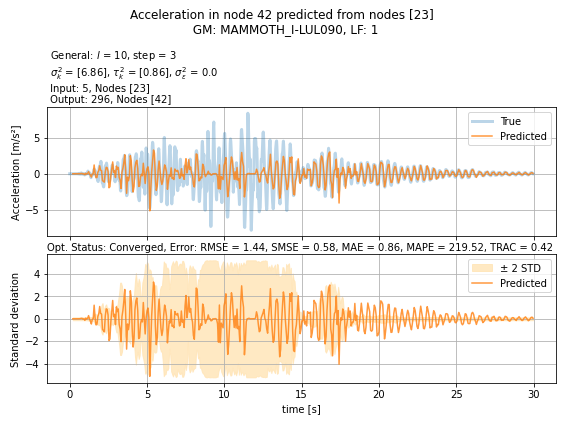 Acceleration in node 42 predicted from nodes [23]
GM: MAMMOTH_I-LUL090, LF: 1
General: l = 10, step = 3
σ²ₖ = [6.86], τ²ₖ = [0.86], σ²ε = 0.0
Input: 5, Nodes [23]
Output: 296, Nodes [42]
Acceleration [m/s²]
5
0
−5
True
Predicted
Opt. Status: Converged, Error: RMSE = 1.44, SMSE = 0.58, MAE = 0.86, MAPE = 219.52, TRAC = 0.42
Standard deviation
4
2
0
−2
−4
± 2 STD
Predicted
0 5 10 15 20 25 30
time [s]